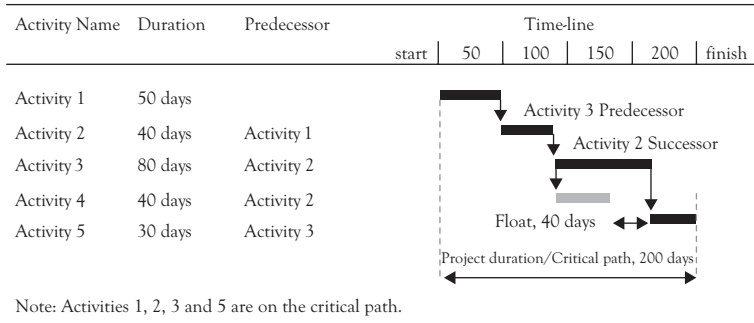 Activity Name Duration Predecessor Time-line
start 50 100 150 200 finish
Activity 1 50 days
Activity 3 Predecessor
Activity 2 40 days Activity 1
Activity 2 Successor
Activity 3 80 days Activity 2
Activity 4 40 days Activity 2
Float, 40 days
Activity 5 30 days Activity 3
Project duration/Critical path, 200 days
Note: Activities 1, 2, 3 and 5 are on the critical path.